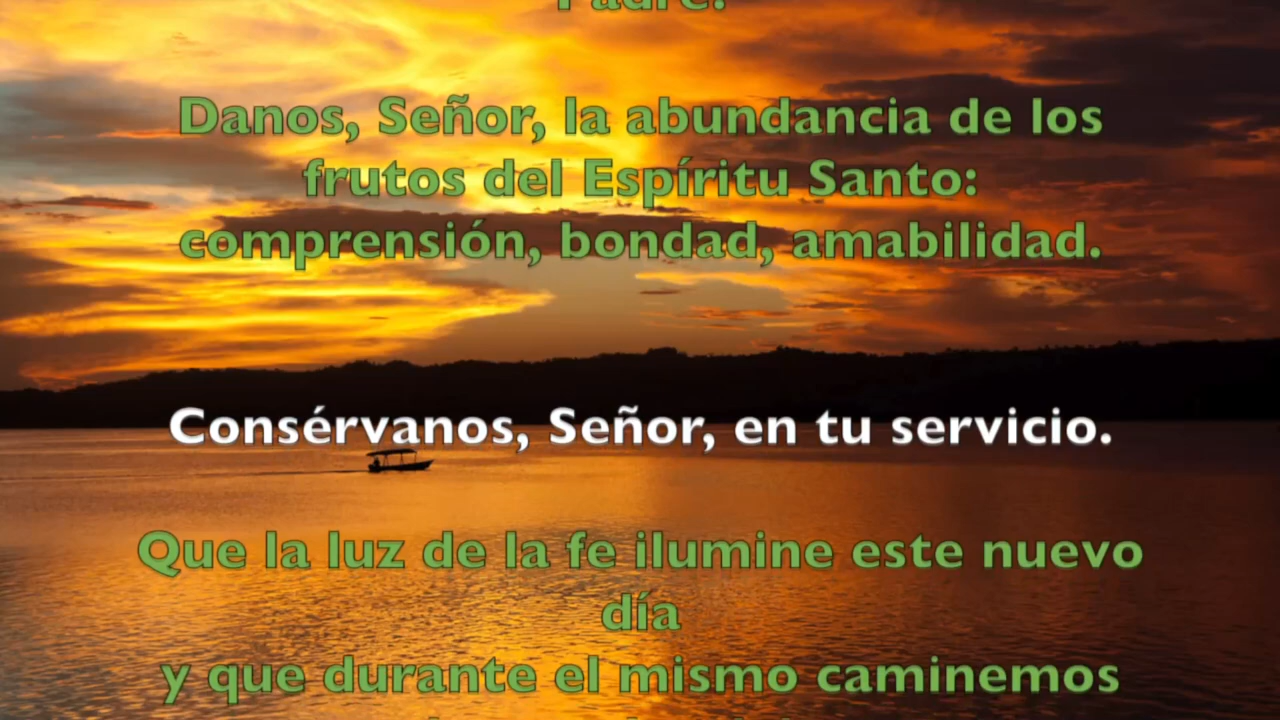 Padre.
Danos, Señor, la abundancia de los
frutos del Espíritu Santo:
comprensión, bondad, amabilidad.
Consérvanos, Señor, en tu servicio.
Que la luz de la fe ilumine este nuevo
día
y que durante el mismo caminemos